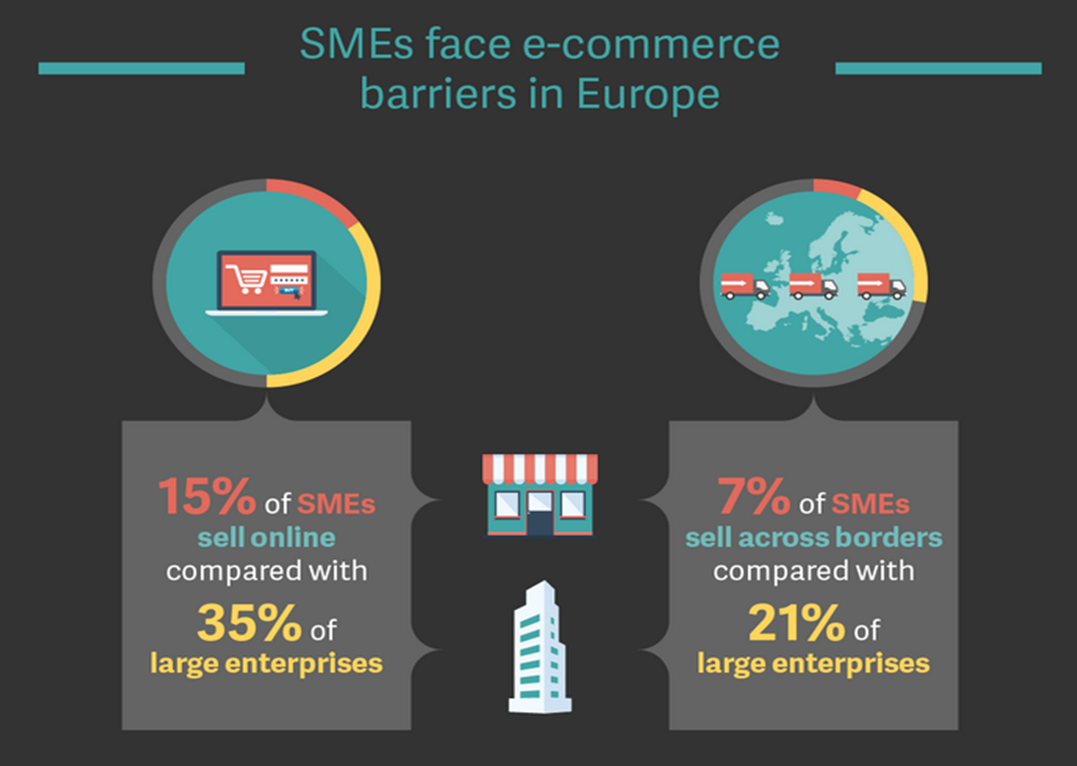 SMEs face e-commerce
barriers in Europe
15% of SMEs
sell online
compared with
35% of
large enterprises
7% of SMEs
sell across borders
compared with
21% of
large enterprises